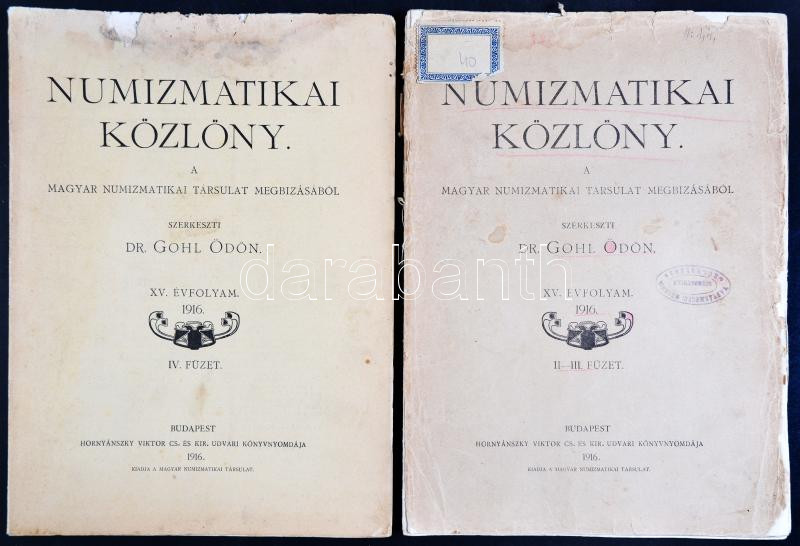 NUMIZMATIKAI
KÖZLÖNY.
A
MAGYAR NUMIZMATIKAI TÁRSULAT MEGBIZÁSÁBÓL
SZERKESZTI
DR. GOHL ÖDÖN.
XV. ÉVFOLYAM.
1916.
IV. FÜZET.
BUDAPEST
HORNYÁNSZKY VIKTOR CS. ÉS KIR. UDVARI KÖNYVNYOMDÁJA
1916.
KIADJA A MAGYAR NUMIZMATIKAI TÁRSULAT.
40
NUMIZMATIKAI
KÖZLÖNY.
A
MAGYAR NUMIZMATIKAI TÁRSULAT MEGBIZÁSÁBÓL
SZERKESZTI
DR. GOHL ÖDÖN.
XV. ÉVFOLYAM.
1916.
II—III. FÜZET.
BUDAPEST
HORNYÁNSZKY VIKTOR CS. ÉS KIR. UDVARI KÖNYVNYOMDÁJA
1916.
KIADJA A MAGYAR NUMIZMATIKAI TÁRSULAT.
darabanth